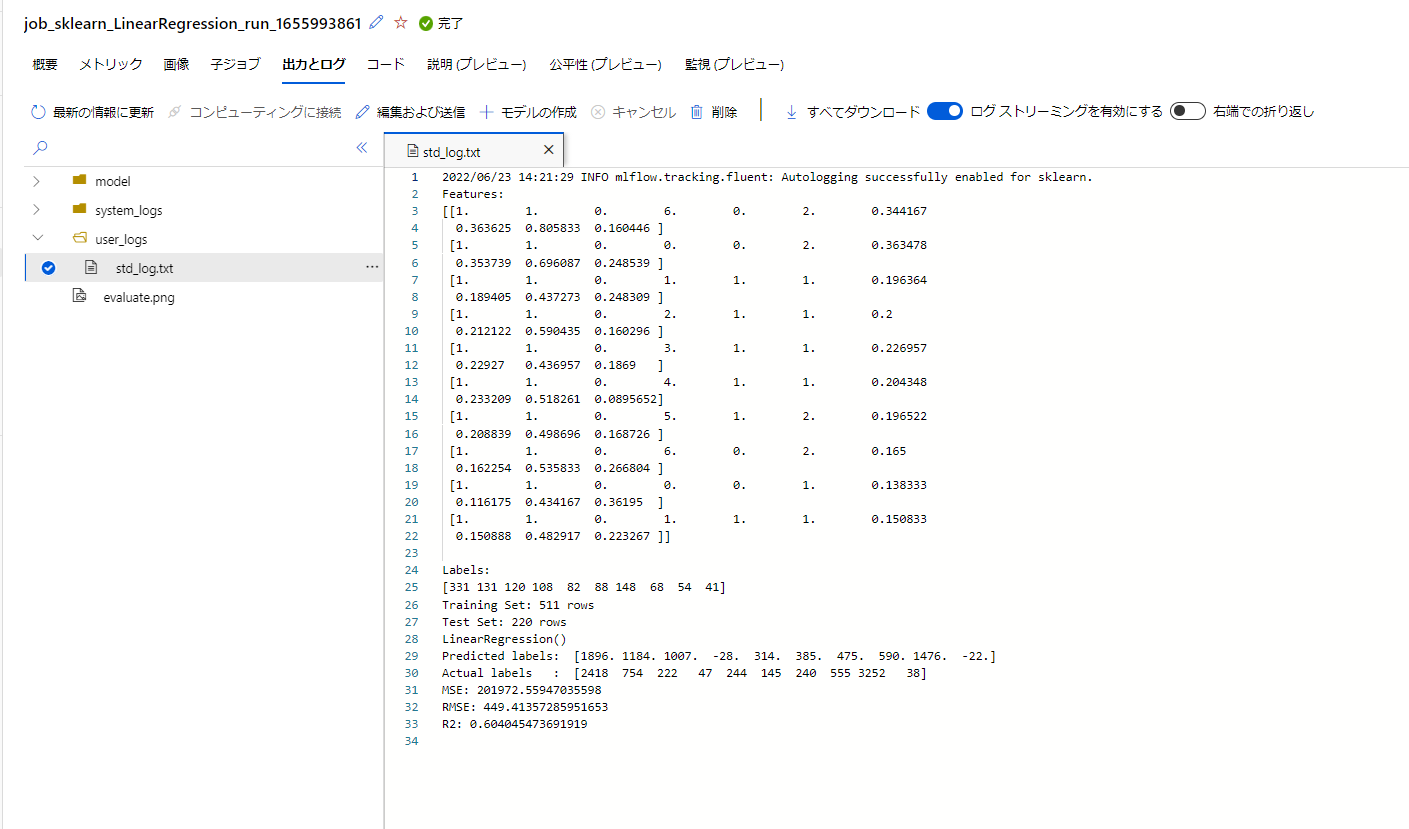 job_sklearn_LinearRegression_run_1655993861 完了
概要 メトリック 画像 子ジョブ 出力とログ コード 説明 (プレビュー) 公平性 (プレビュー) 監視 (プレビュー)
最新の情報に更新 コンピューティングに接続 編集および送信 モデルの作成 キャンセル 削除 すべてダウンロード ログ ストリーミングを有効にする 右端での折り返し
model
system_logs
user_logs
std_log.txt
evaluate.png
std_log.txt
1 2022/06/23 14:21:29 INFO mlflow.tracking.fluent: Autologging successfully enabled for sklearn.
2 Features:
3 [[1. 1. 0. 6. 0. 2. 0.344167
4 0.363625 0.805833 0.160446 ]
5 [1. 1. 0. 0. 0. 2. 0.363478
6 0.353739 0.696087 0.248539 ]
7 [1. 1. 0. 1. 1. 1. 0.196364
8 0.189405 0.437273 0.248309 ]
9 [1. 1. 0. 2. 1. 1. 0.2
10 0.212122 0.590435 0.160296 ]
11 [1. 1. 0. 3. 1. 1. 0.226957
12 0.22927 0.436957 0.1869 ]
13 [1. 1. 0. 4. 1. 1. 0.204348
14 0.233209 0.518261 0.0895652]
15 [1. 1. 0. 5. 1. 2. 0.196522
16 0.208839 0.498696 0.168726 ]
17 [1. 1. 0. 6. 0. 2. 0.165
18 0.162254 0.535833 0.266804 ]
19 [1. 1. 0. 0. 0. 1. 0.138333
20 0.116175 0.434167 0.36195 ]
21 [1. 1. 0. 1. 1. 1. 0.150833
22 0.150888 0.482917 0.223267 ]]
23
24 Labels:
25 [331 131 120 108 82 88 148 68 54 41]
26 Training Set: 511 rows
27 Test Set: 220 rows
28 LinearRegression()
29 Predicted labels: [1896. 1184. 1007. -28. 314. 385. 475. 590. 1476. -22.]
30 Actual labels : [2418 754 222 47 244 145 240 555 3252 38]
31 MSE: 201972.55947035598
32 RMSE: 449.41357285951653
33 R2: 0.604045473691919
34